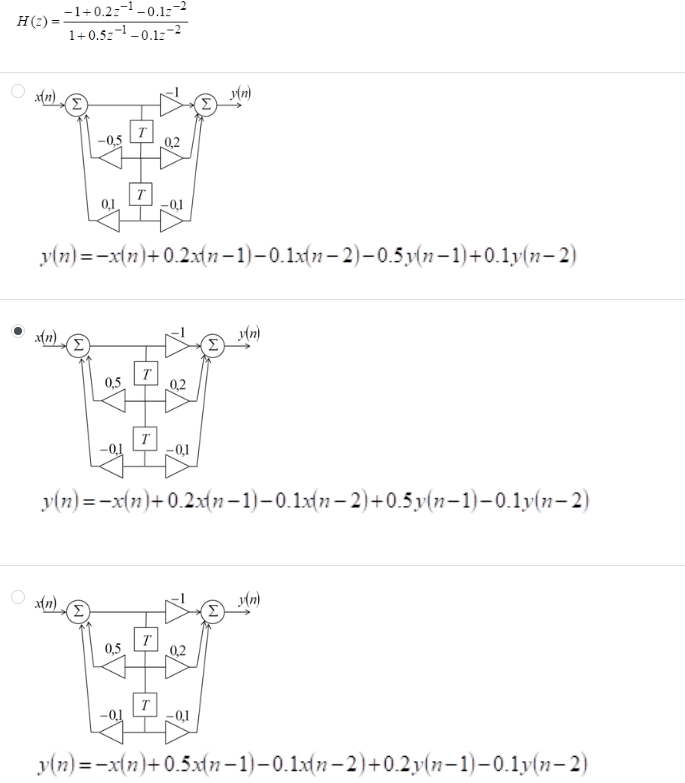 H(z) = \frac{-1+0.2z^{-1}-0.1z^{-2}}{1+0.5z^{-1}-0.1z^{-2}}
x(n) Σ −1 Σ y(n)
T
−0,5 0,2
T
0,1 −0,1
y(n)=−x(n)+0.2x(n−1)−0.1x(n−2)−0.5y(n−1)+0.1y(n−2)
x(n) Σ −1 Σ y(n)
T
0,5 0,2
T
−0,1 −0,1
y(n)=−x(n)+0.2x(n−1)−0.1x(n−2)+0.5y(n−1)−0.1y(n−2)
x(n) Σ −1 Σ y(n)
T
0,5 0,2
T
−0,1 −0,1
y(n)=−x(n)+0.5x(n−1)−0.1x(n−2)+0.2y(n−1)−0.1y(n−2)